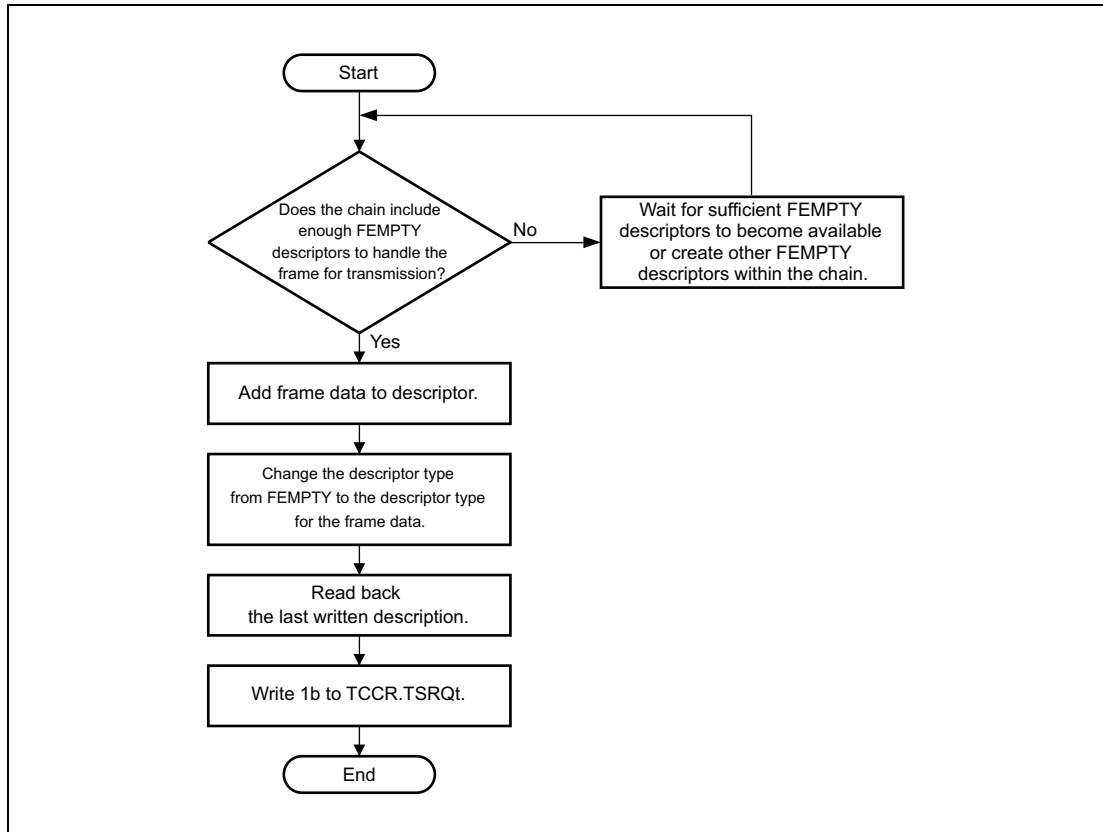 Start
Does the chain include
enough FEMPTY
descriptors to handle the
frame for transmission?
No
Wait for sufficient FEMPTY
descriptors to become available
or create other FEMPTY
descriptors within the chain.
Yes
Add frame data to descriptor.
Change the descriptor type
from FEMPTY to the descriptor type
for the frame data.
Read back
the last written description.
Write 1b to TCCR.TSRQt.
End